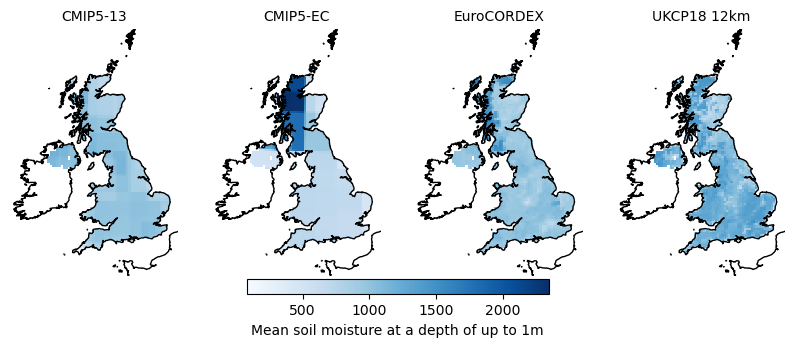 CMIP5-13 CMIP5-EC EuroCORDEX UKCP18 12km
500 1000 1500 2000
Mean soil moisture at a depth of up to 1m